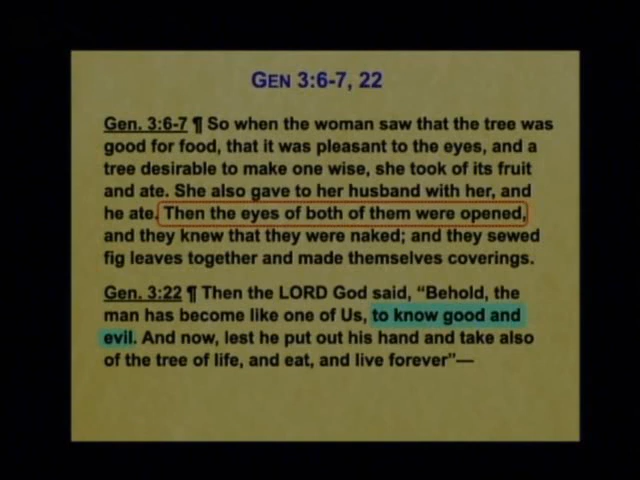 GEN 3:6-7, 22
Gen. 3:6-7 ¶ So when the woman saw that the tree was
good for food, that it was pleasant to the eyes, and a
tree desirable to make one wise, she took of its fruit
and ate. She also gave to her husband with her, and
he ate. Then the eyes of both of them were opened,
and they knew that they were naked; and they sewed
fig leaves together and made themselves coverings.
Gen. 3:22 ¶ Then the LORD God said, “Behold, the
man has become like one of Us, to know good and
evil. And now, lest he put out his hand and take also
of the tree of life, and eat, and live forever”—